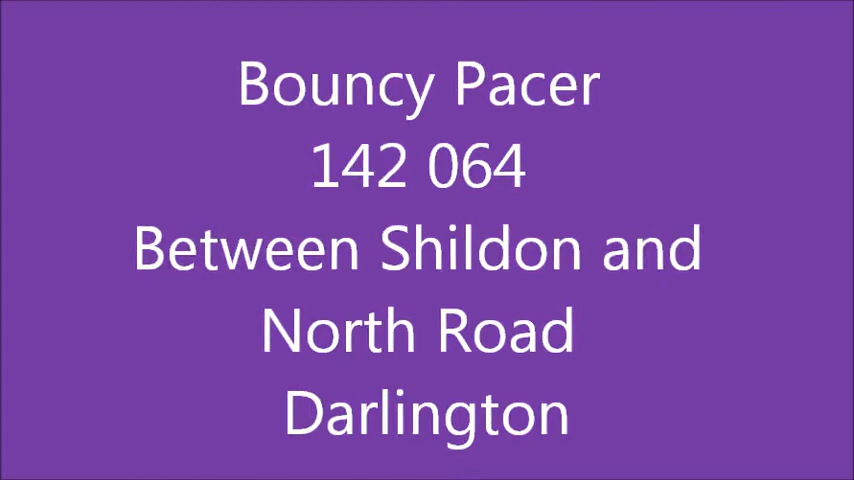 Bouncy Pacer
142 064
Between Shildon and
North Road
Darlington